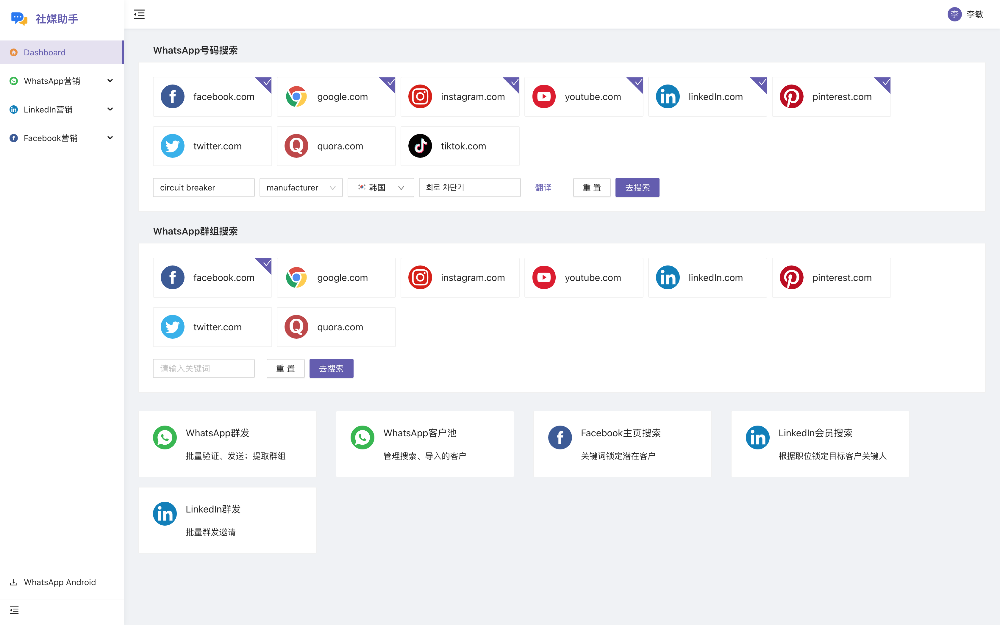 社媒助手
李 李敏
Dashboard
WhatsApp营销
LinkedIn营销
Facebook营销
WhatsApp号码搜索
facebook.com google.com instagram.com youtube.com linkedIn.com pinterest.com
twitter.com quora.com tiktok.com
circuit breaker manufacturer 韩国 회로 차단기 翻译 重 置 去搜索
WhatsApp群组搜索
facebook.com google.com instagram.com youtube.com linkedIn.com pinterest.com
twitter.com quora.com
请输入关键词 重 置 去搜索
WhatsApp群发
批量验证、发送；提取群组
WhatsApp客户池
管理搜索、导入的客户
Facebook主页搜索
关键词锁定潜在客户
LinkedIn会员搜索
根据职位锁定目标客户关键人
LinkedIn群发
批量群发邀请
WhatsApp Android